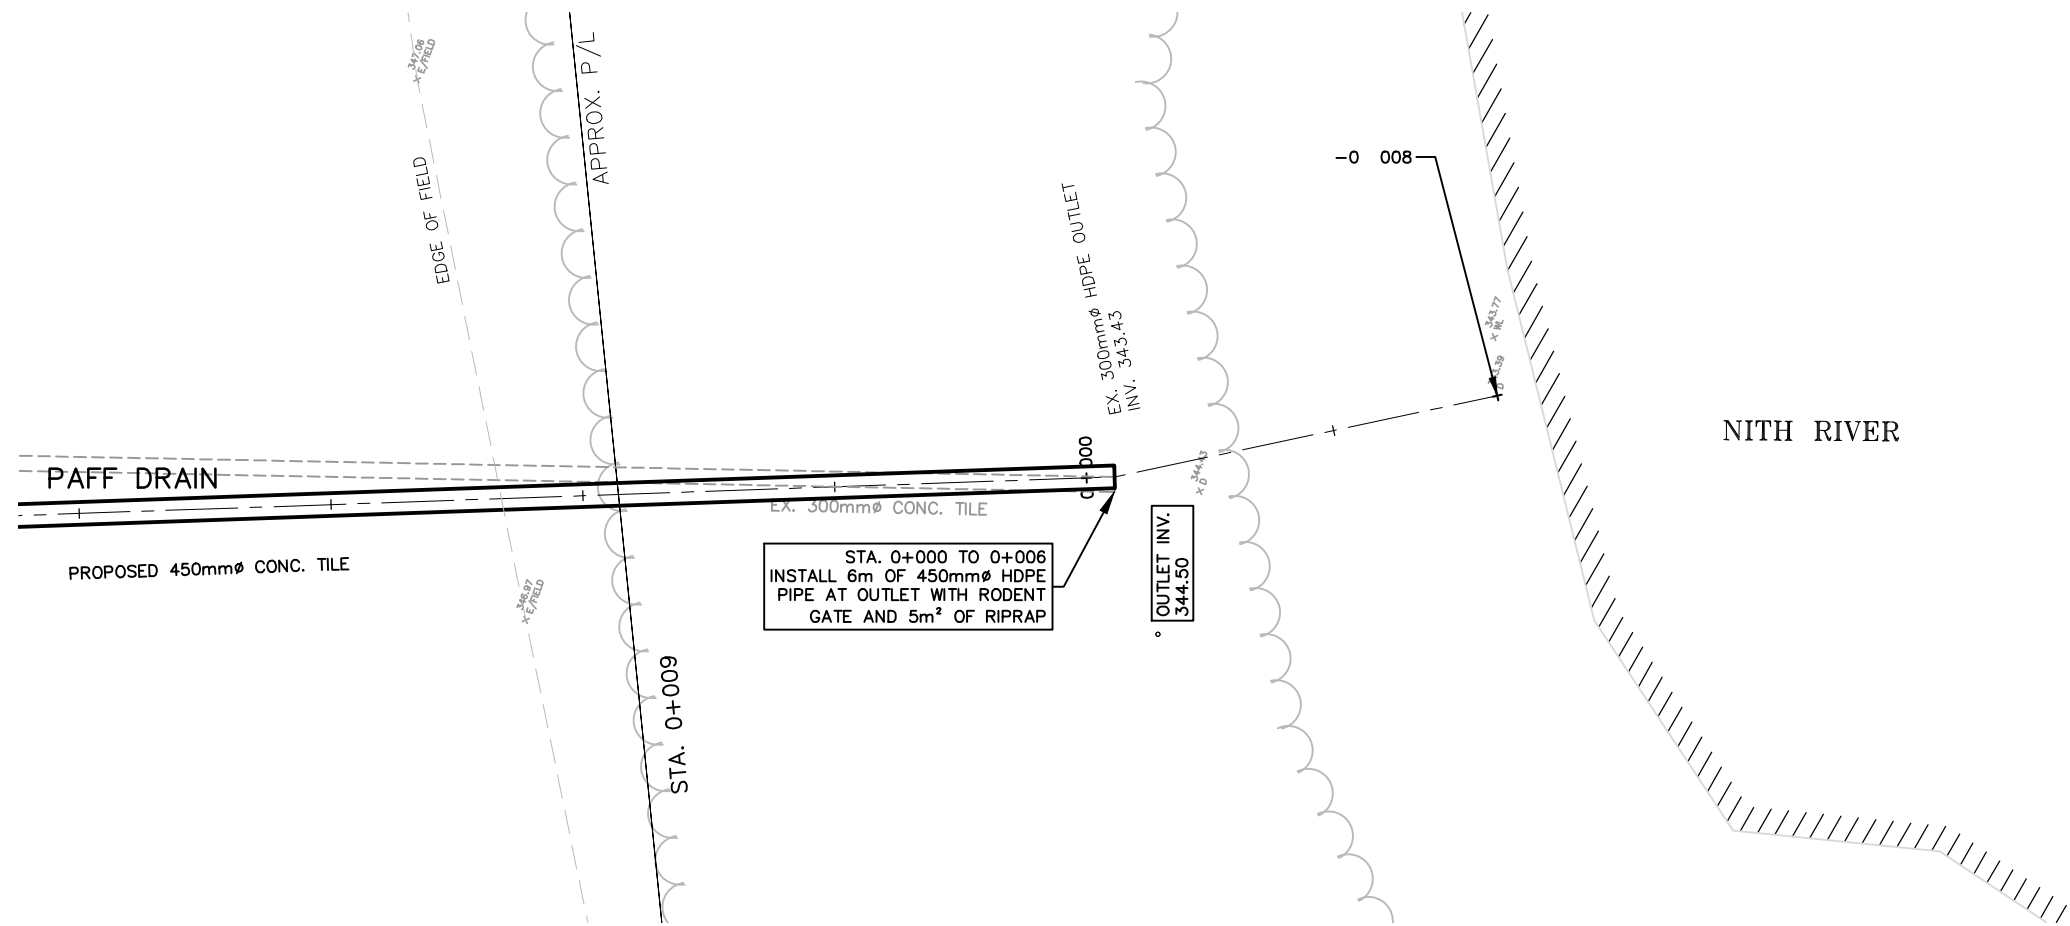 347.06
× E/FIELD
EDGE OF FIELD
APPROX. P/L
EX. 300mmø HDPE OUTLET
INV. 343.43
-0 008
343.77
× WL
NITH RIVER
PAFF DRAIN
0+000
344.43
× D
EX. 300mmø CONC. TILE
PROPOSED 450mmø CONC. TILE
346.97
× E/FIELD
STA. 0+000 TO 0+006
INSTALL 6m OF 450mmø HDPE
PIPE AT OUTLET WITH RODENT
GATE AND 5m² OF RIPRAP
OUTLET INV.
344.50
STA. 0+009